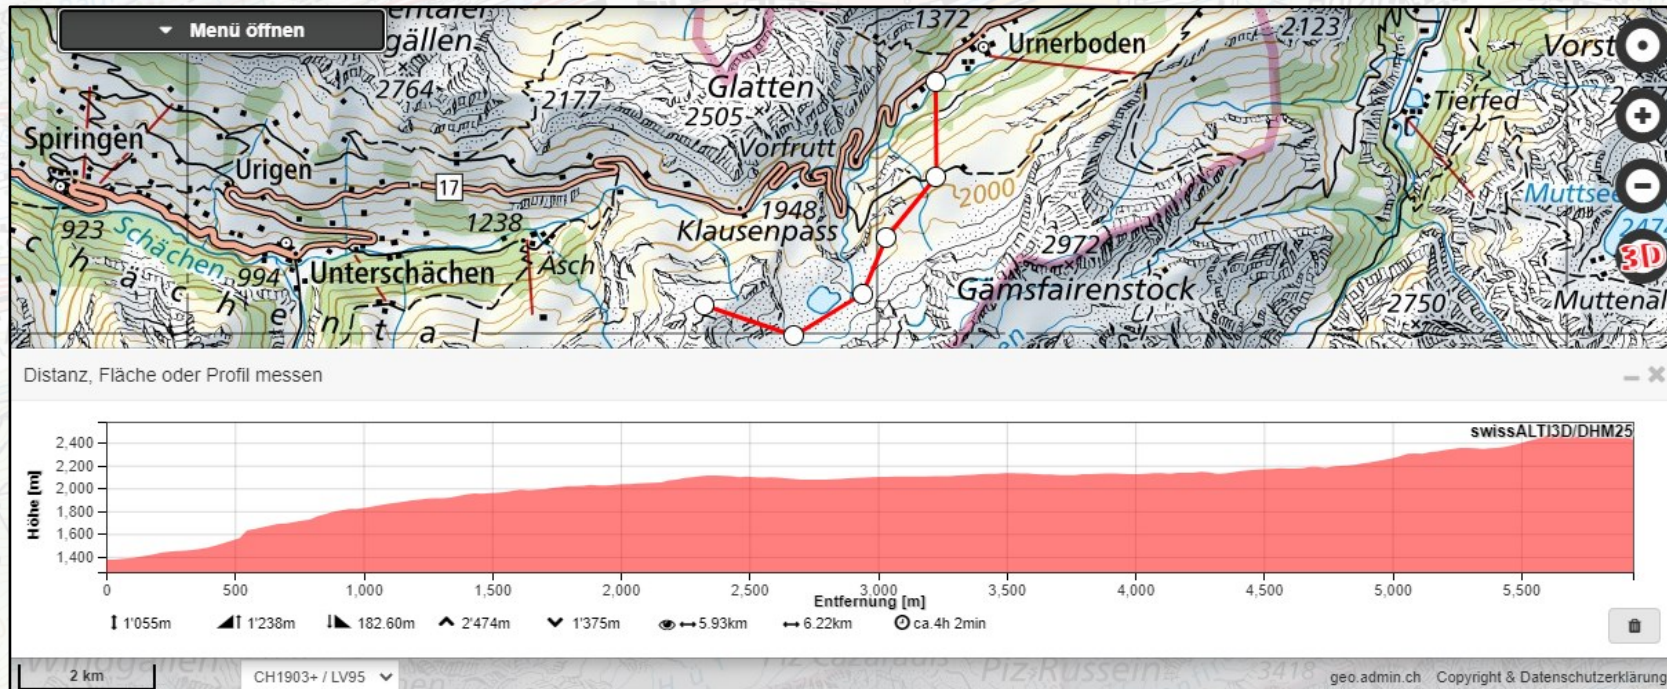 Menü öffnen
gällen
2764
2177
Glatten
2505
1372
Urnerboden
2123
Vorst
Tierfed
Spiringen
Urigen
17
Vorfrutt
1948
Klausenpass
2000
Muttsee
923
Schächen
994
Unterschächen
1238
Äsch
2972
Gämsfairenstock
3D
2750
Muttenal
c h ä c h e n t a l
Distanz, Fläche oder Profil messen
swissALTI3D/DHM25
Höhe [m]
2,400
2,200
2,000
1,800
1,600
1,400
0 500 1,000 1,500 2,000 2,500 3,000 3,500 4,000 4,500 5,000 5,500
Entfernung [m]
1'055m 1'238m 182.60m 2'474m 1'375m 5.93km 6.22km ca.4h 2min
2 km
CH1903+ / LV95
Piz Russein
3418
geo.admin.ch Copyright & Datenschutzerklärung